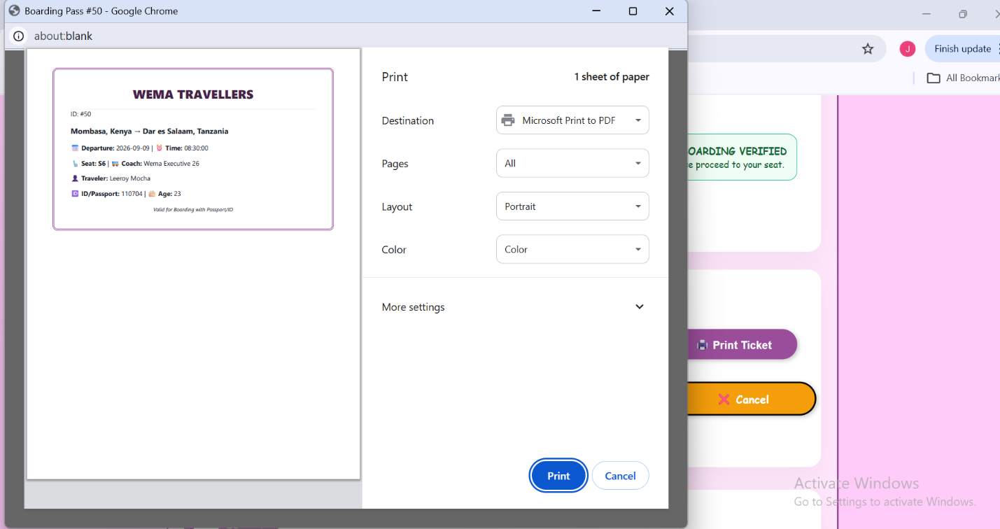 Boarding Pass #50 - Google Chrome
about:blank
WEMA TRAVELLERS
ID: #50
Mombasa, Kenya → Dar es Salaam, Tanzania
Departure: 2026-09-09 | Time: 08:30:00
Seat: S6 | Coach: Wema Executive 26
Traveler: Leeroy Mocha
ID/Passport: 110704 | Age: 23
Valid for Boarding with Passport/ID
Print
1 sheet of paper
Destination
Microsoft Print to PDF
Pages
All
Layout
Portrait
Color
Color
More settings
Print
Cancel
J
Finish update
All Bookmark
OARDING VERIFIED
se proceed to your seat.
Print Ticket
Cancel
Activate Windows
Go to Settings to activate Windows.